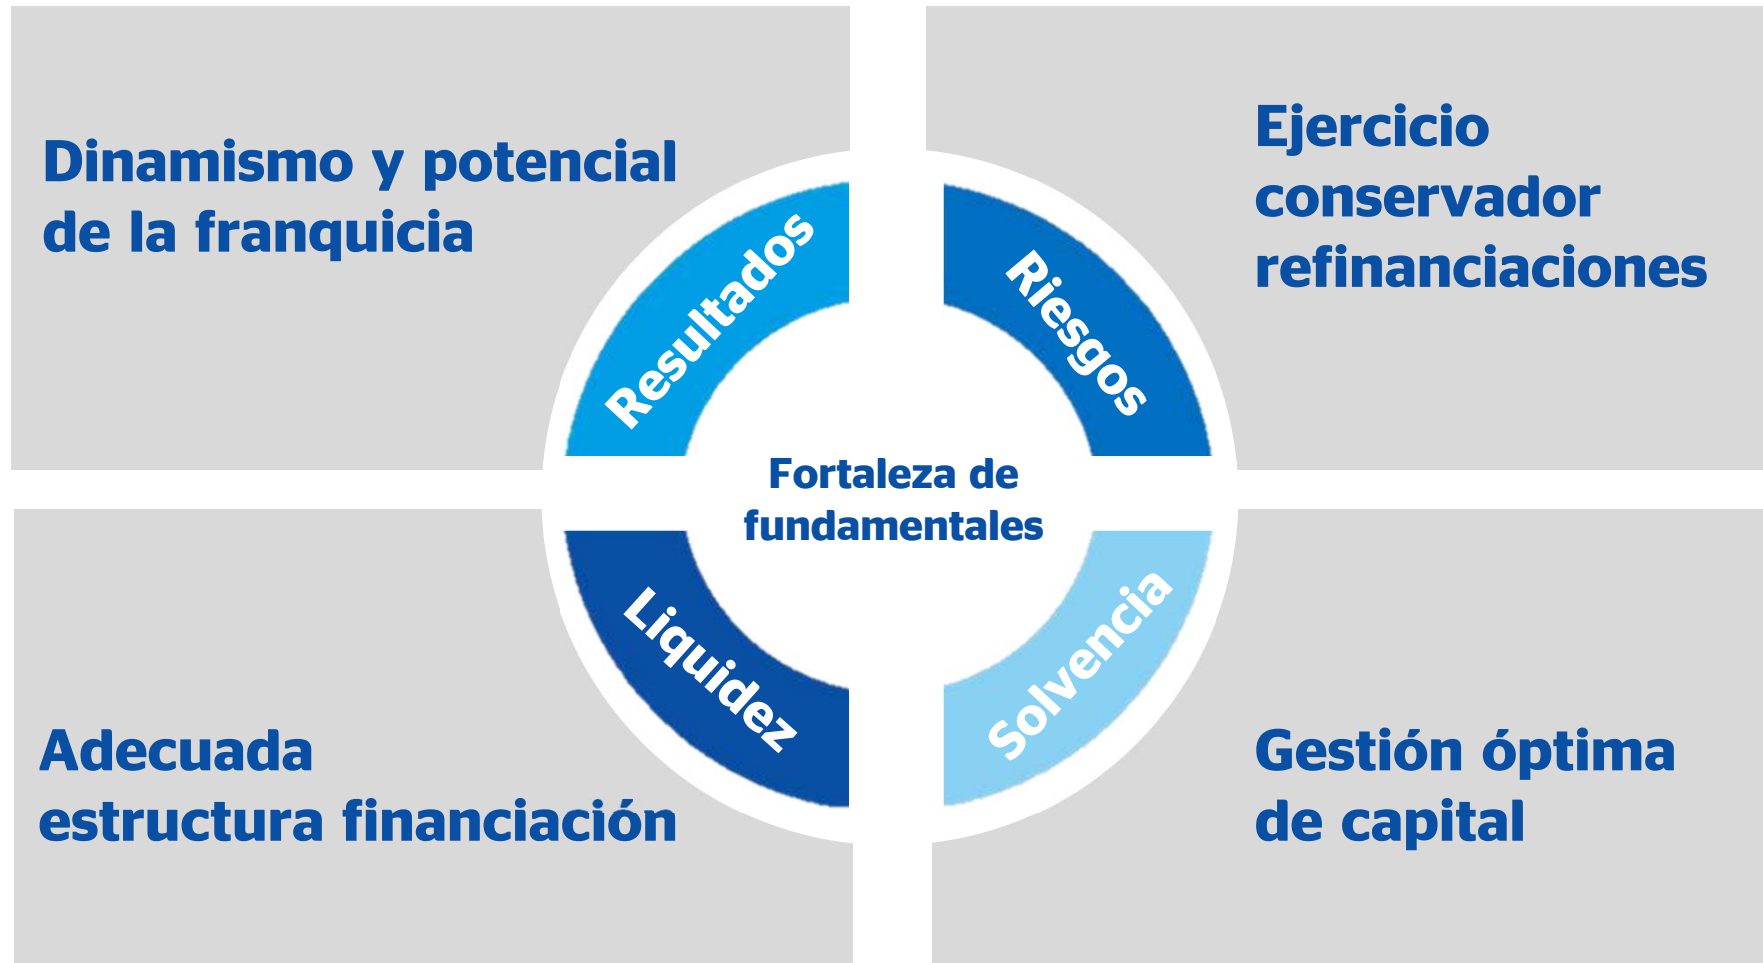 Dinamismo y potencial
de la franquicia
Resultados
Ejercicio
conservador
refinanciaciones
Riesgos
Fortaleza de
fundamentales
Adecuada
estructura financiación
Liquidez
Gestión óptima
de capital
Solvencia